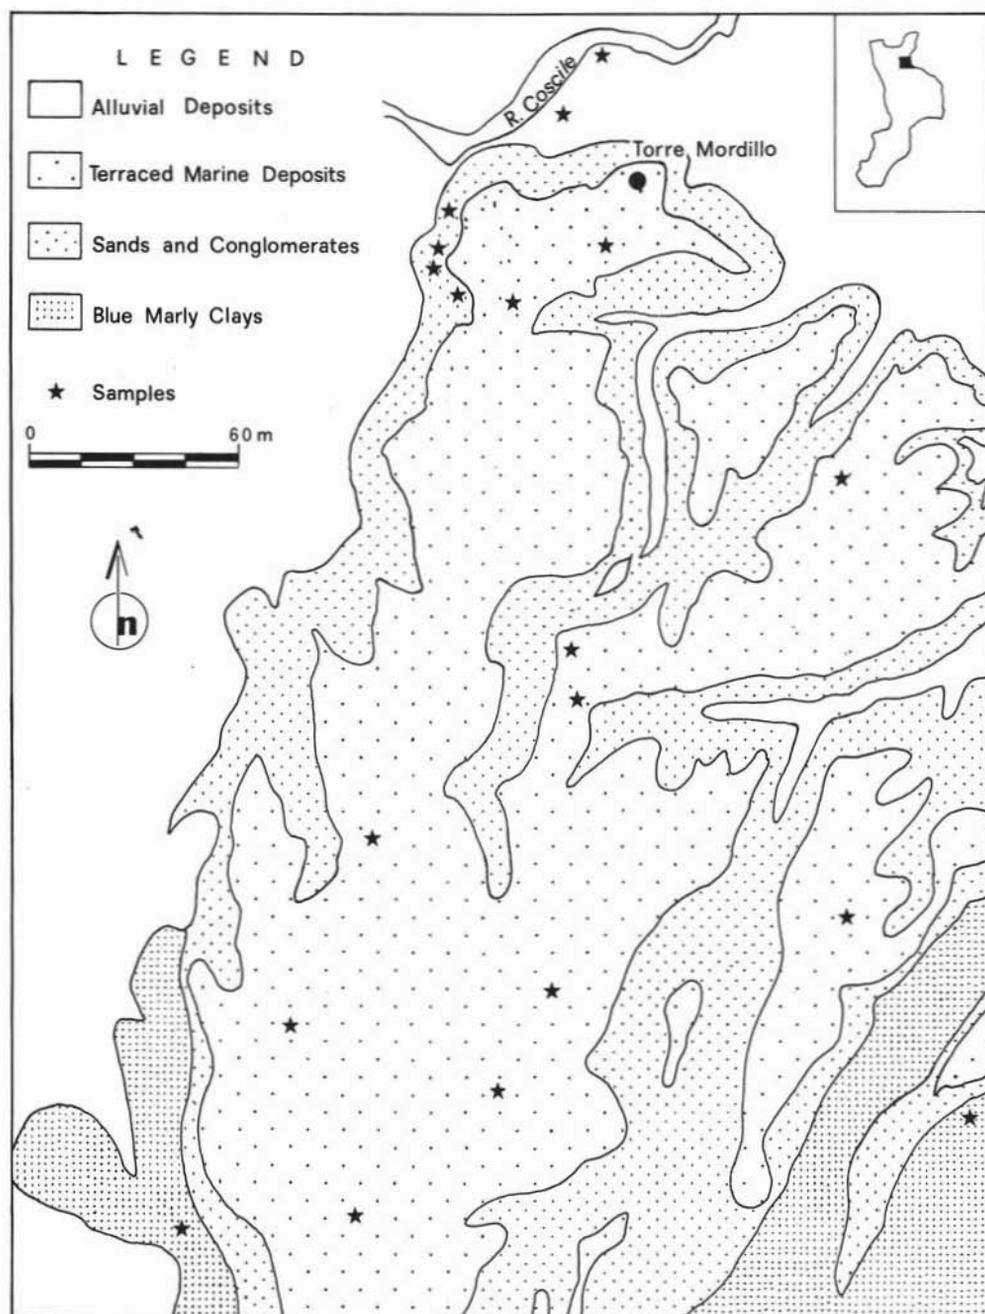 L E G E N D
Alluvial Deposits
Terraced Marine Deposits
Sands and Conglomerates
Blue Marly Clays
Samples
0 60 m
n
R. Coscile
Torre Mordillo